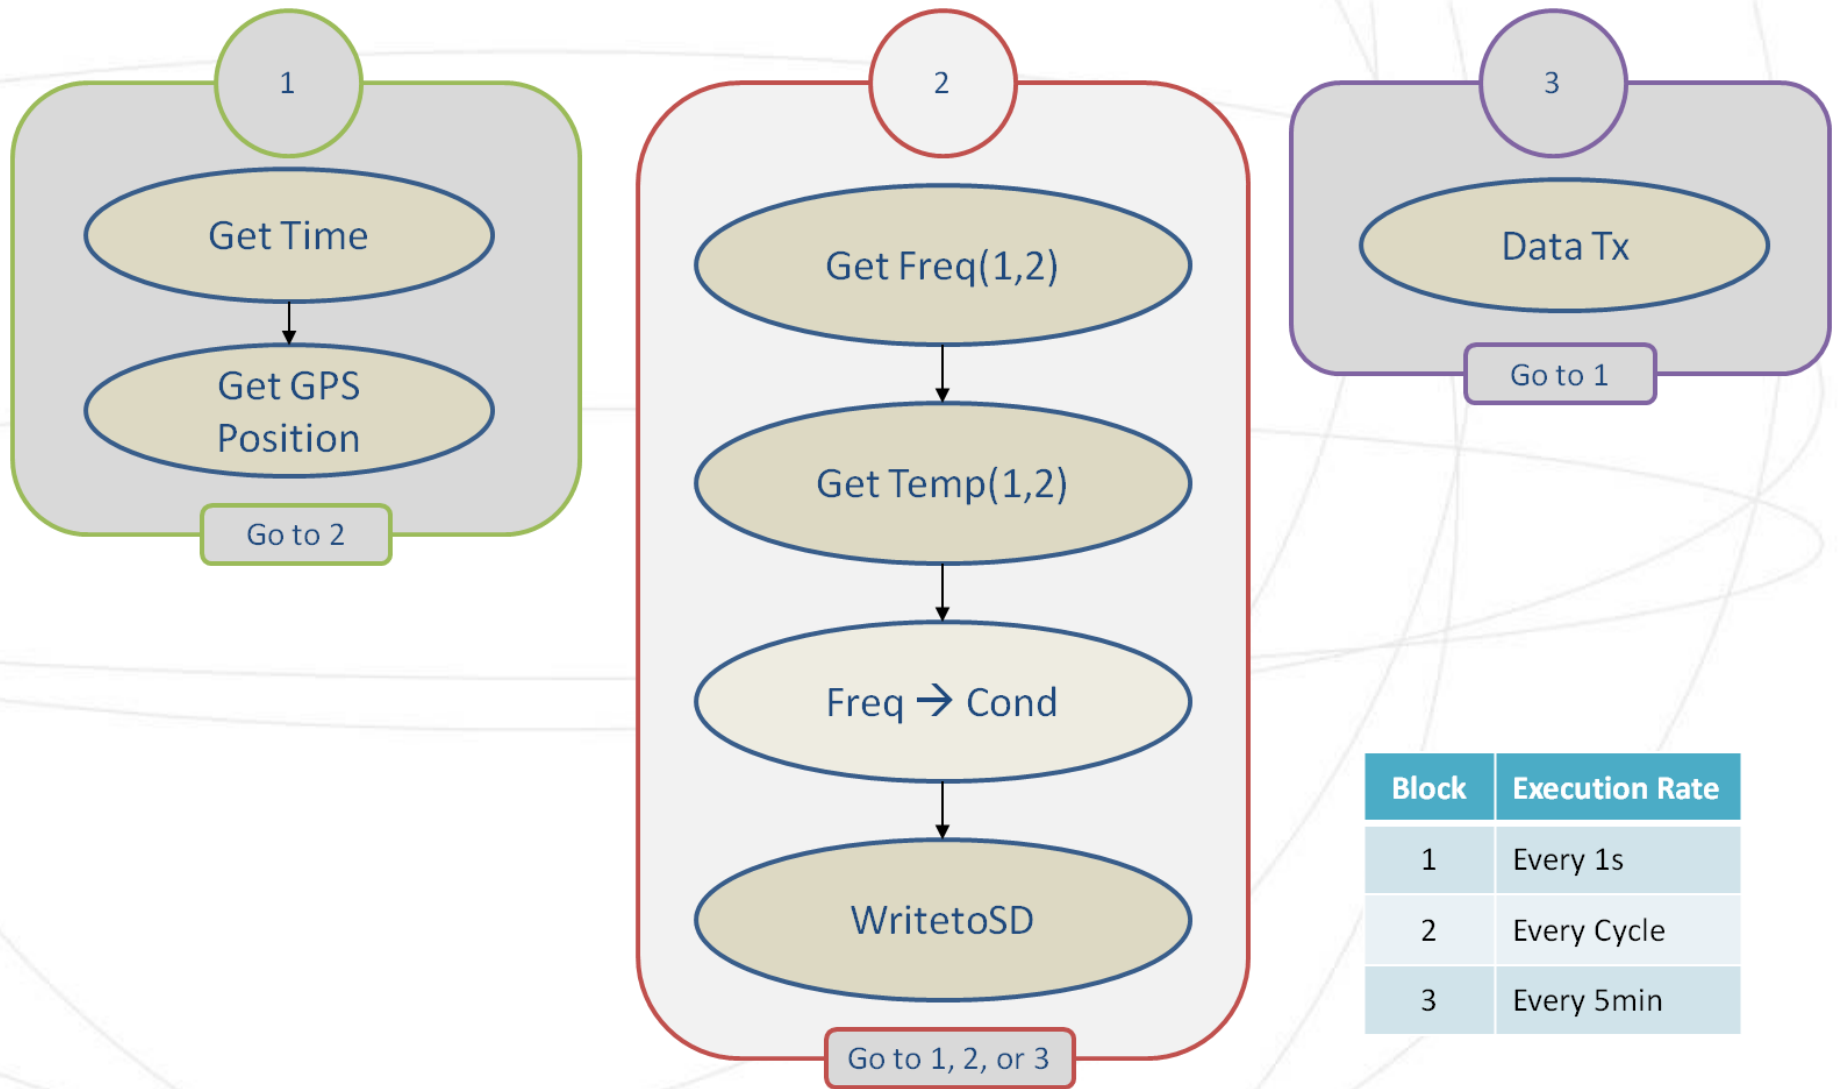 1
Get Time
Get GPS
Position
Go to 2
2
Get Freq(1,2)
Get Temp(1,2)
Freq → Cond
WritetoSD
Go to 1, 2, or 3
3
Data Tx
Go to 1
Block Execution Rate
1 Every 1s
2 Every Cycle
3 Every 5min